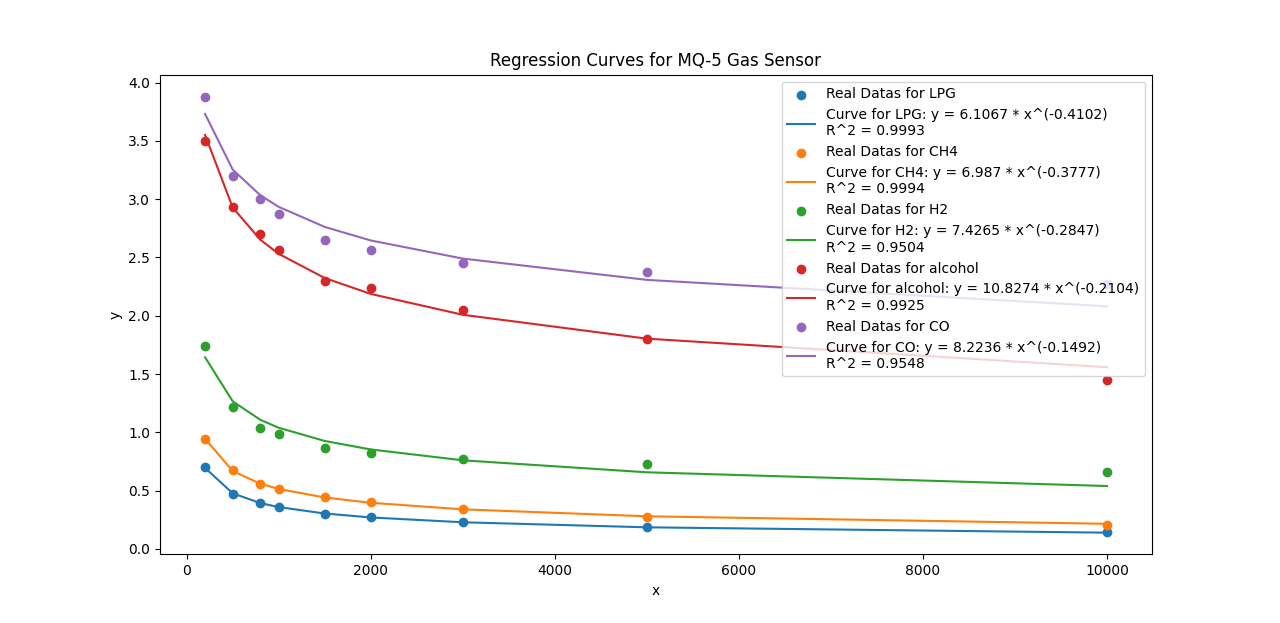 Regression Curves for MQ-5 Gas Sensor
4.0
3.5
3.0
2.5
2.0
1.5
1.0
0.5
0.0
y
Real Datas for LPG
Curve for LPG: y = 6.1067 * x^(-0.4102)
R^2 = 0.9993
Real Datas for CH4
Curve for CH4: y = 6.987 * x^(-0.3777)
R^2 = 0.9994
Real Datas for H2
Curve for H2: y = 7.4265 * x^(-0.2847)
R^2 = 0.9504
Real Datas for alcohol
Curve for alcohol: y = 10.8274 * x^(-0.2104)
R^2 = 0.9925
Real Datas for CO
Curve for CO: y = 8.2236 * x^(-0.1492)
R^2 = 0.9548
0 2000 4000 6000 8000 10000
x